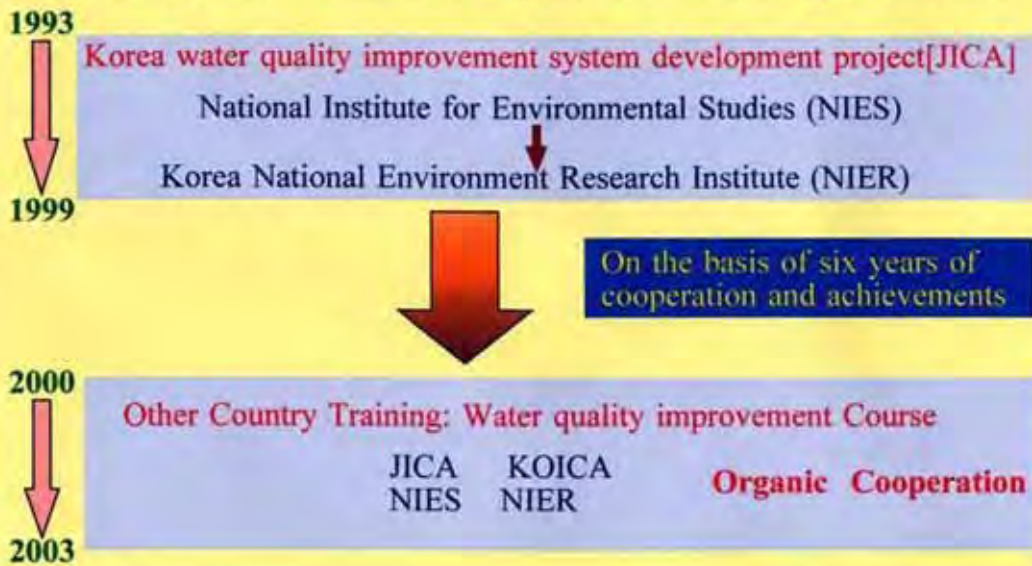 1993
Korea water quality improvement system development project[JICA]
National Institute for Environmental Studies (NIES)
Korea National Environment Research Institute (NIER)
1999
On the basis of six years of
cooperation and achievements
2000
Other Country Training: Water quality improvement Course
JICA KOICA
NIES NIER
Organic Cooperation
2003